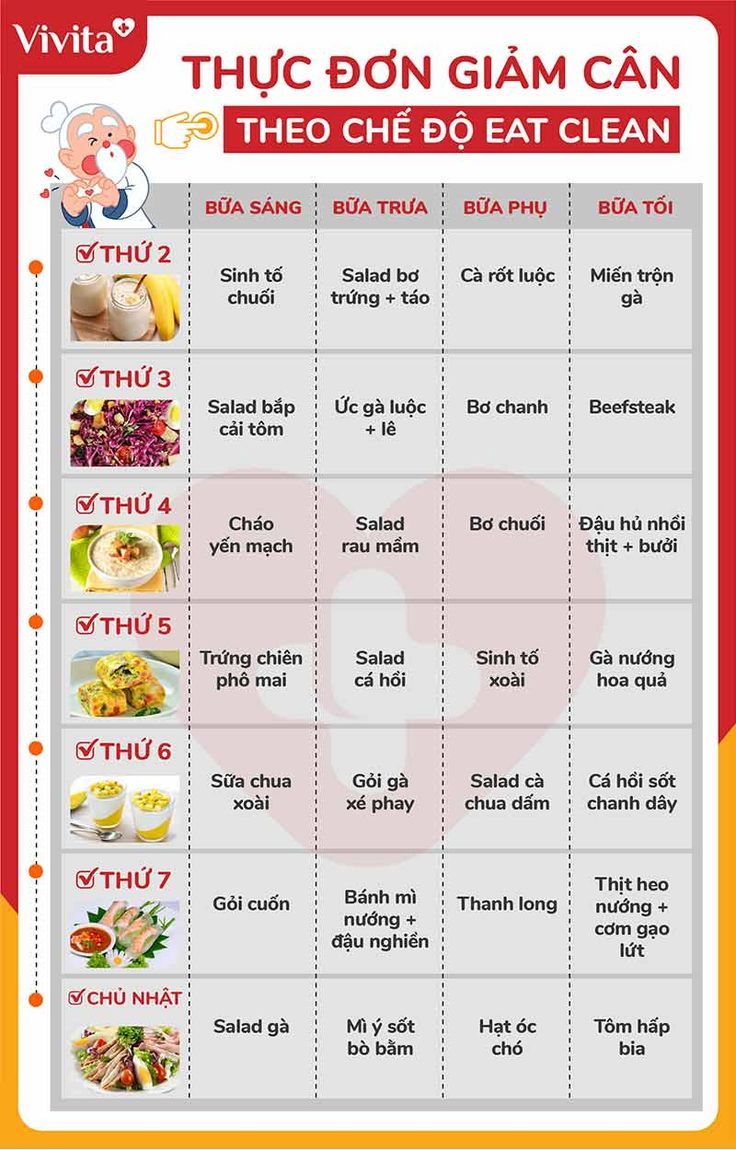 Vivita
THỰC ĐƠN GIẢM CÂN
THEO CHẾ ĐỘ EAT CLEAN
BỮA SÁNG BỮA TRƯA BỮA PHỤ BỮA TỐI
THỨ 2
Sinh tố
chuối
Salad bơ
trứng + táo
Cà rốt luộc
Miến trộn
gà
THỨ 3
Salad bắp
cải tôm
Ức gà luộc
+ lê
Bơ chanh
Beefsteak
THỨ 4
Cháo
yến mạch
Salad
rau mầm
Bơ chuối
Đậu hủ nhồi
thịt + bưởi
THỨ 5
Trứng chiên
phô mai
Salad
cá hồi
Sinh tố
xoài
Gà nướng
hoa quả
THỨ 6
Sữa chua
xoài
Gỏi gà
xé phay
Salad cà
chua dấm
Cá hồi sốt
chanh dây
THỨ 7
Gỏi cuốn
Bánh mì
nướng +
đậu nghiền
Thanh long
Thịt heo
nướng +
cơm gạo
lứt
CHỦ NHẬT
Salad gà
Mì ý sốt
bò bằm
Hạt óc
chó
Tôm hấp
bia